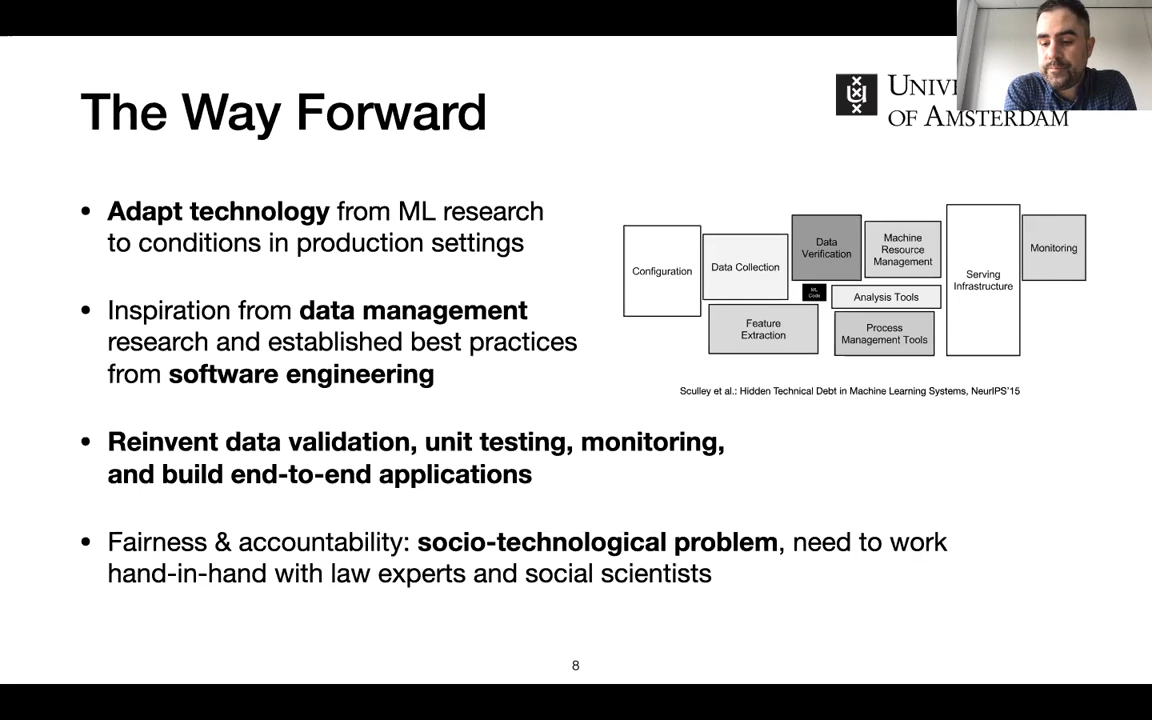 The Way Forward
OF AMSTERDAM
• Adapt technology from ML research
to conditions in production settings
• Inspiration from data management
research and established best practices
from software engineering
Configuration
Data Collection
Data
Verification
Machine
Resource
Management
ML
Code
Analysis Tools
Feature
Extraction
Process
Management Tools
Serving
Infrastructure
Monitoring
Sculley et al.: Hidden Technical Debt in Machine Learning Systems, NeurIPS'15
• Reinvent data validation, unit testing, monitoring,
and build end-to-end applications
• Fairness & accountability: socio-technological problem, need to work
hand-in-hand with law experts and social scientists
8